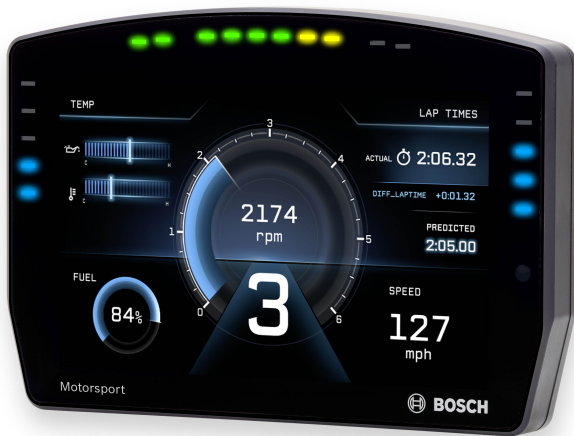 TEMP
LAP TIMES
C H
C H
ACTUAL 2:06.32
DIFF_LAPTIME +0:01.32
PREDICTED
2:05.00
0 1 2 3 4 5 6
2174
rpm
3
FUEL
84%
SPEED
127
mph
Motorsport
BOSCH